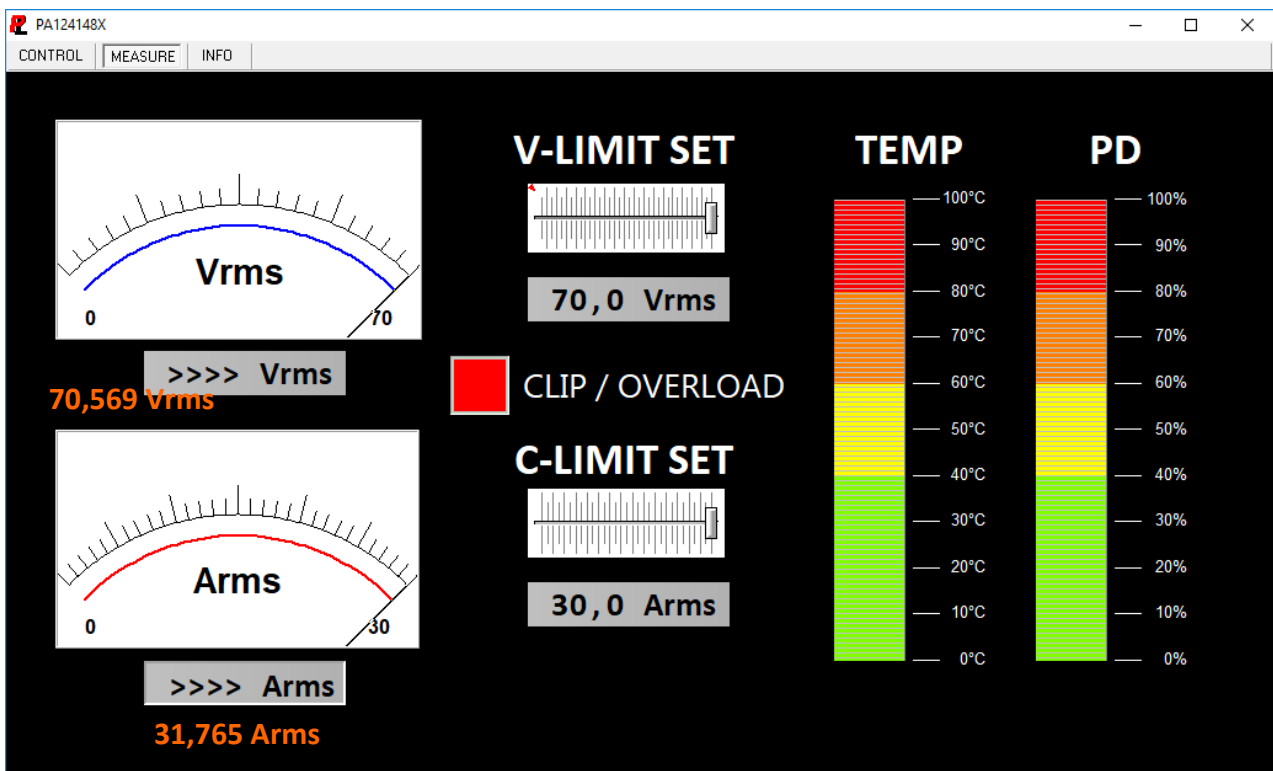 PA124148X
CONTROL MEASURE INFO
Vrms
0 70
>>>> Vrms
70,569 Vrms
Arms
0 30
>>>> Arms
31,765 Arms
V-LIMIT SET
70,0 Vrms
CLIP / OVERLOAD
C-LIMIT SET
30,0 Arms
TEMP
100°C
90°C
80°C
70°C
60°C
50°C
40°C
30°C
20°C
10°C
0°C
PD
100%
90%
80%
70%
60%
50%
40%
30%
20%
10%
0%